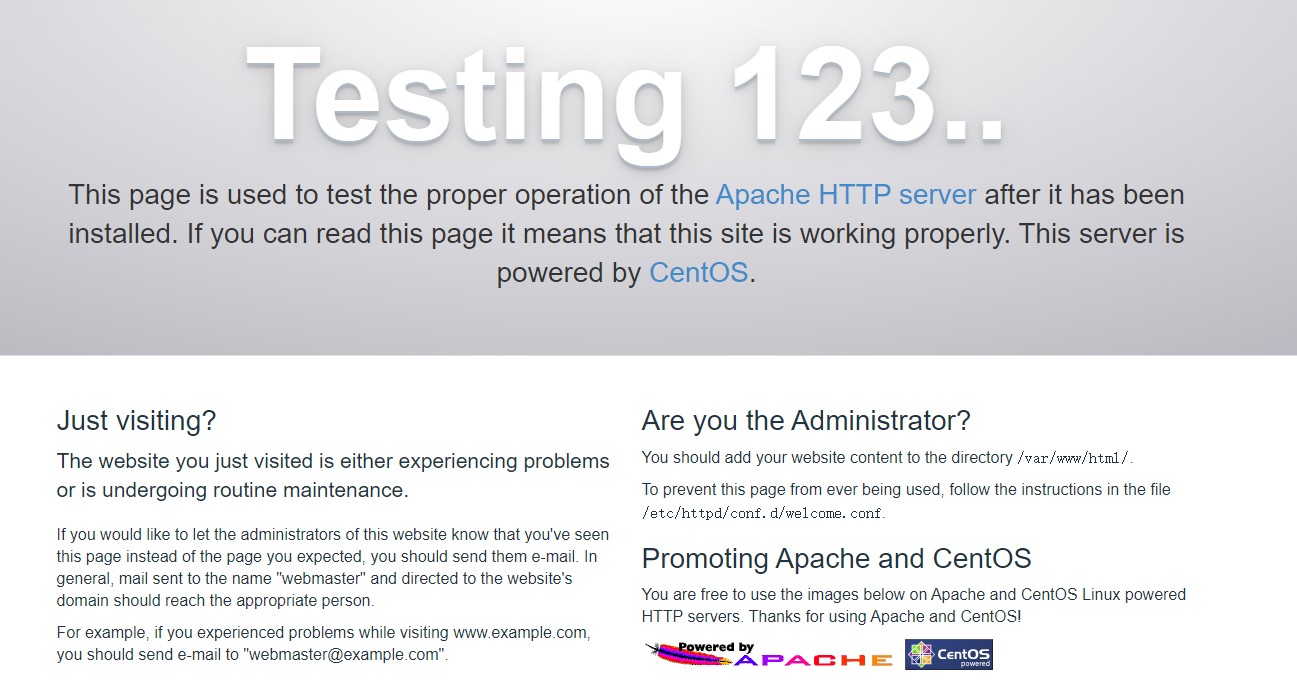 Testing 123..
This page is used to test the proper operation of the Apache HTTP server after it has been
installed. If you can read this page it means that this site is working properly. This server is
powered by CentOS.
Just visiting?
The website you just visited is either experiencing problems
or is undergoing routine maintenance.
If you would like to let the administrators of this website know that you've seen
this page instead of the page you expected, you should send them e-mail. In
general, mail sent to the name "webmaster" and directed to the website's
domain should reach the appropriate person.
For example, if you experienced problems while visiting www.example.com,
you should send e-mail to "webmaster@example.com".
Are you the Administrator?
You should add your website content to the directory /var/www/html/.
To prevent this page from ever being used, follow the instructions in the file
/etc/httpd/conf.d/welcome.conf.
Promoting Apache and CentOS
You are free to use the images below on Apache and CentOS Linux powered
HTTP servers. Thanks for using Apache and CentOS!
Powered by
APACHE
CentOS
powered